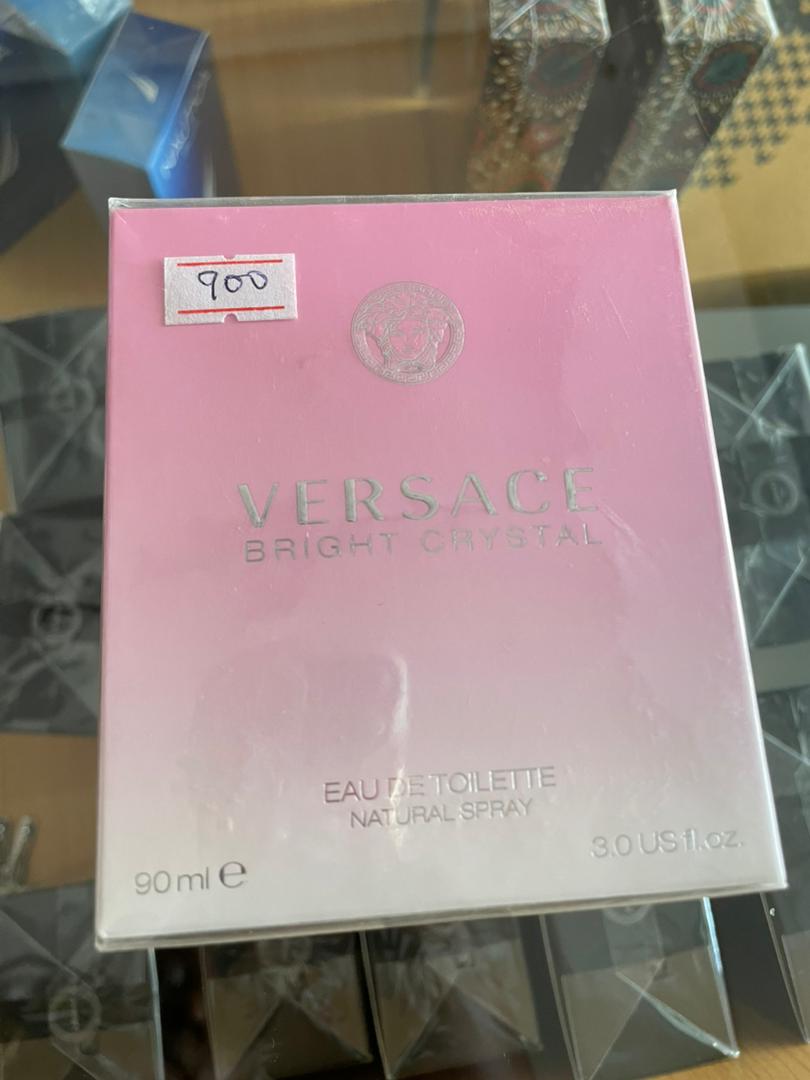 900
VERSACE
BRIGHT CRYSTAL
EAU DE TOILETTE
NATURAL SPRAY
3.0 US fl.oz.
90 ml e